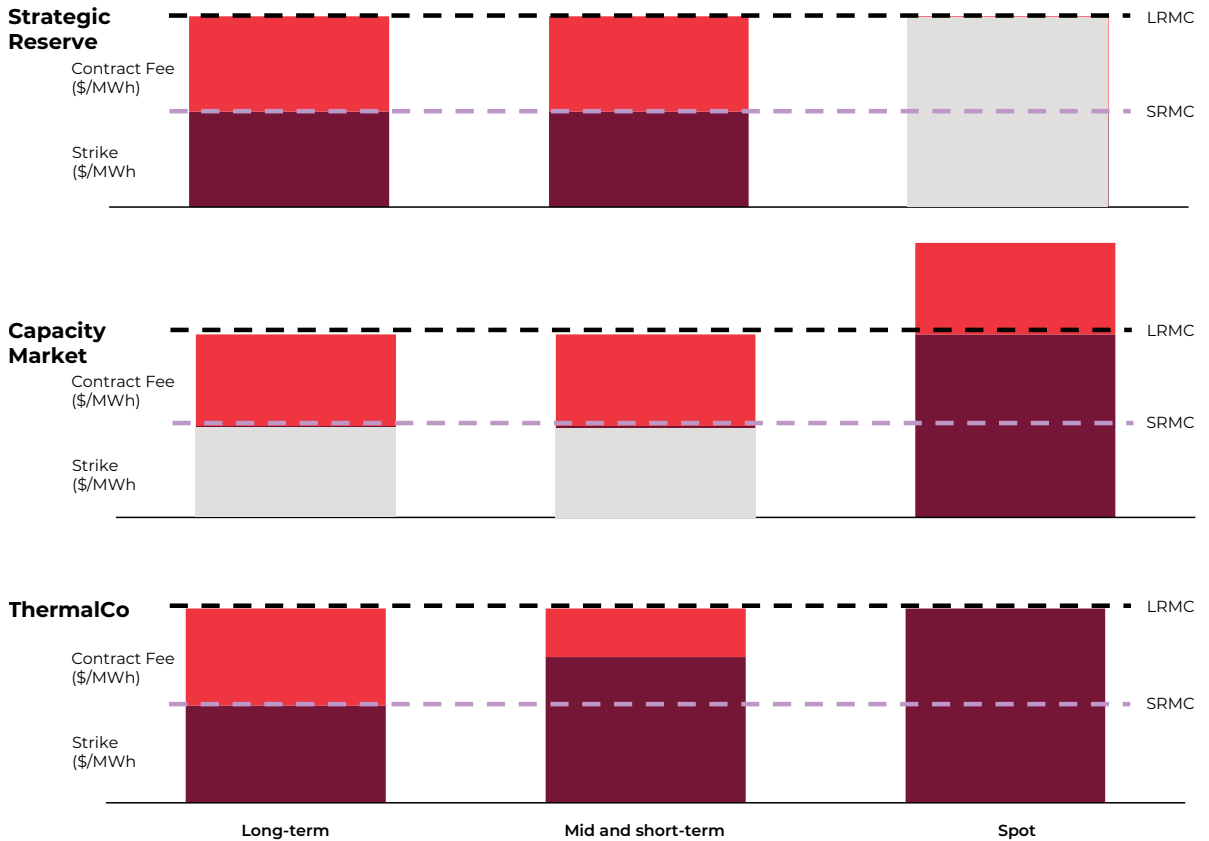 Strategic
Reserve
LRMC
Contract Fee
($/MWh)
SRMC
Strike
($/MWh
Capacity
Market
LRMC
Contract Fee
($/MWh)
SRMC
Strike
($/MWh
ThermalCo
LRMC
Contract Fee
($/MWh)
SRMC
Strike
($/MWh
Long-term
Mid and short-term
Spot